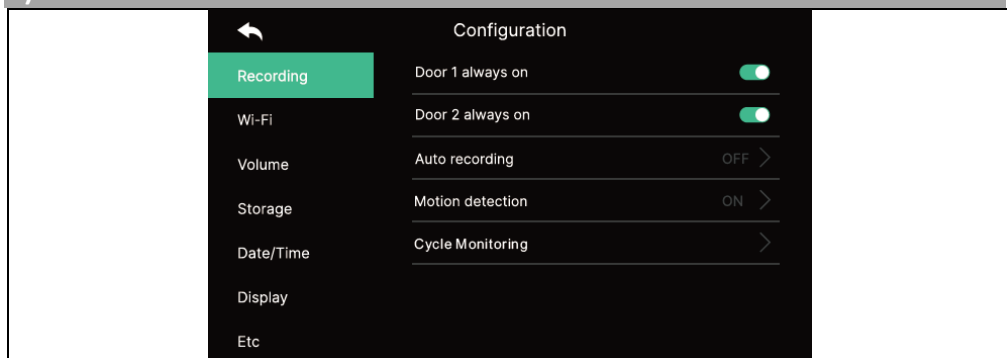 Configuration
Recording
Door 1 always on
Wi-Fi
Door 2 always on
Volume
Auto recording OFF
Storage
Motion detection ON
Date/Time
Cycle Monitoring
Display
Etc